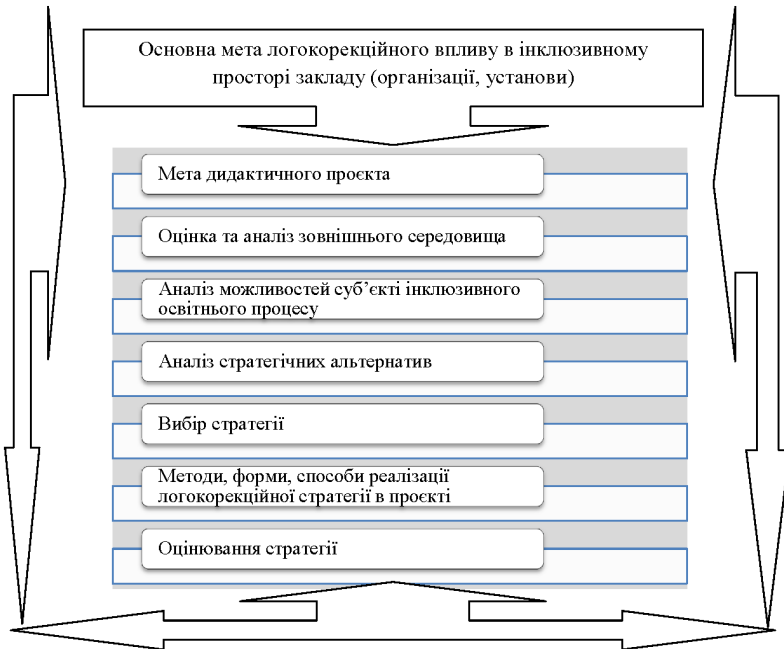 Основна мета логокорекційного впливу в інклюзивному
просторі закладу (організації, установи)
Мета дидактичного проєкта
Оцінка та аналіз зовнішнього середовища
Аналіз можливостей суб’єкті інклюзивного
освітнього процесу
Аналіз стратегічних альтернатив
Вибір стратегії
Методи, форми, способи реалізації
логокорекційної стратегії в проєкті
Оцінювання стратегії